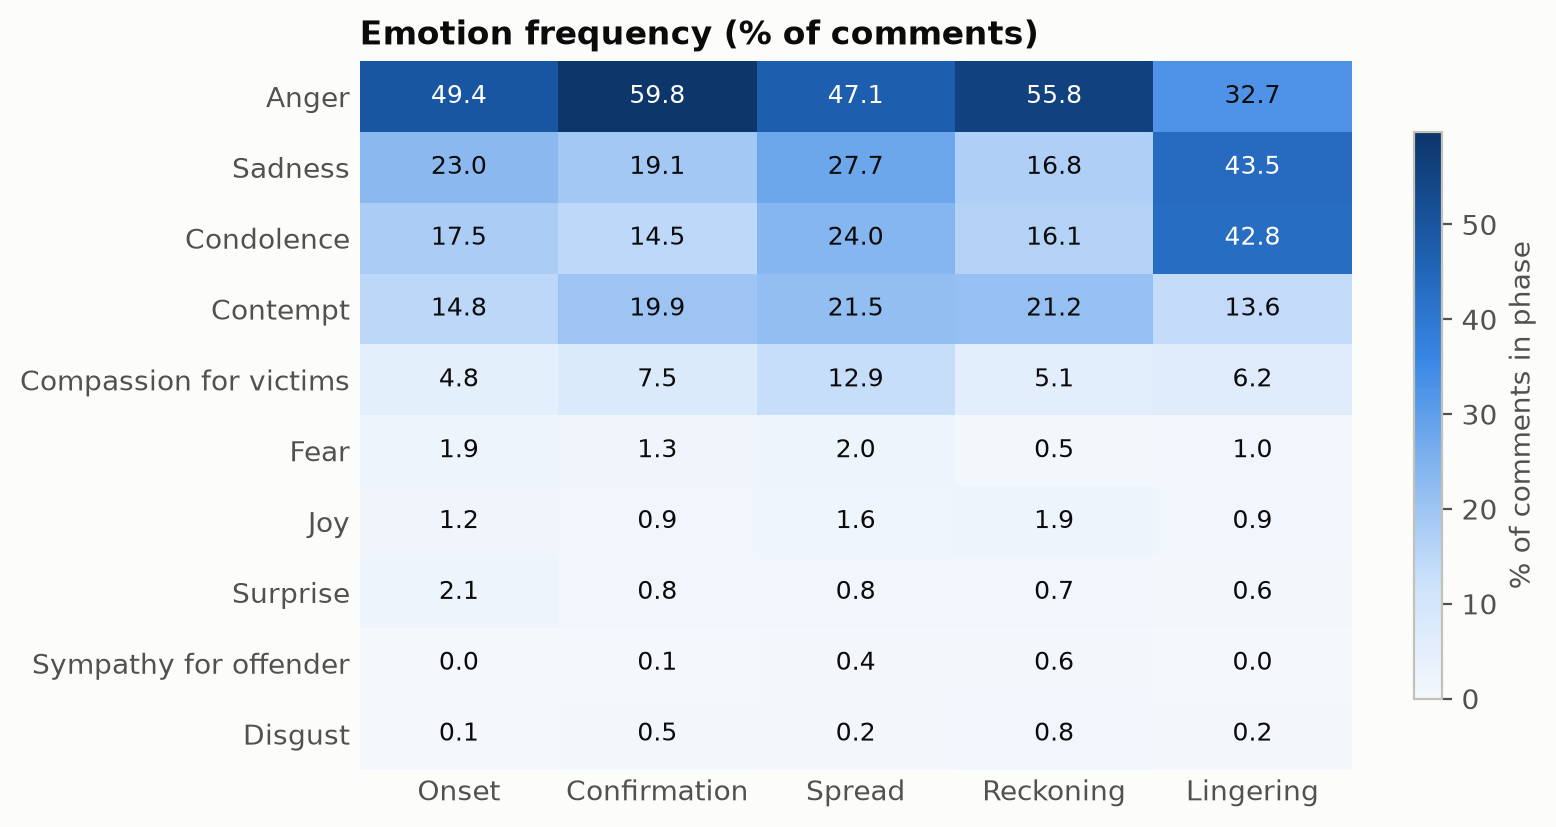 Emotion frequency (% of comments)
Anger 49.4 59.8 47.1 55.8 32.7
Sadness 23.0 19.1 27.7 16.8 43.5
Condolence 17.5 14.5 24.0 16.1 42.8
Contempt 14.8 19.9 21.5 21.2 13.6
Compassion for victims 4.8 7.5 12.9 5.1 6.2
Fear 1.9 1.3 2.0 0.5 1.0
Joy 1.2 0.9 1.6 1.9 0.9
Surprise 2.1 0.8 0.8 0.7 0.6
Sympathy for offender 0.0 0.1 0.4 0.6 0.0
Disgust 0.1 0.5 0.2 0.8 0.2
Onset Confirmation Spread Reckoning Lingering
50
40
30
20
10
0
% of comments in phase